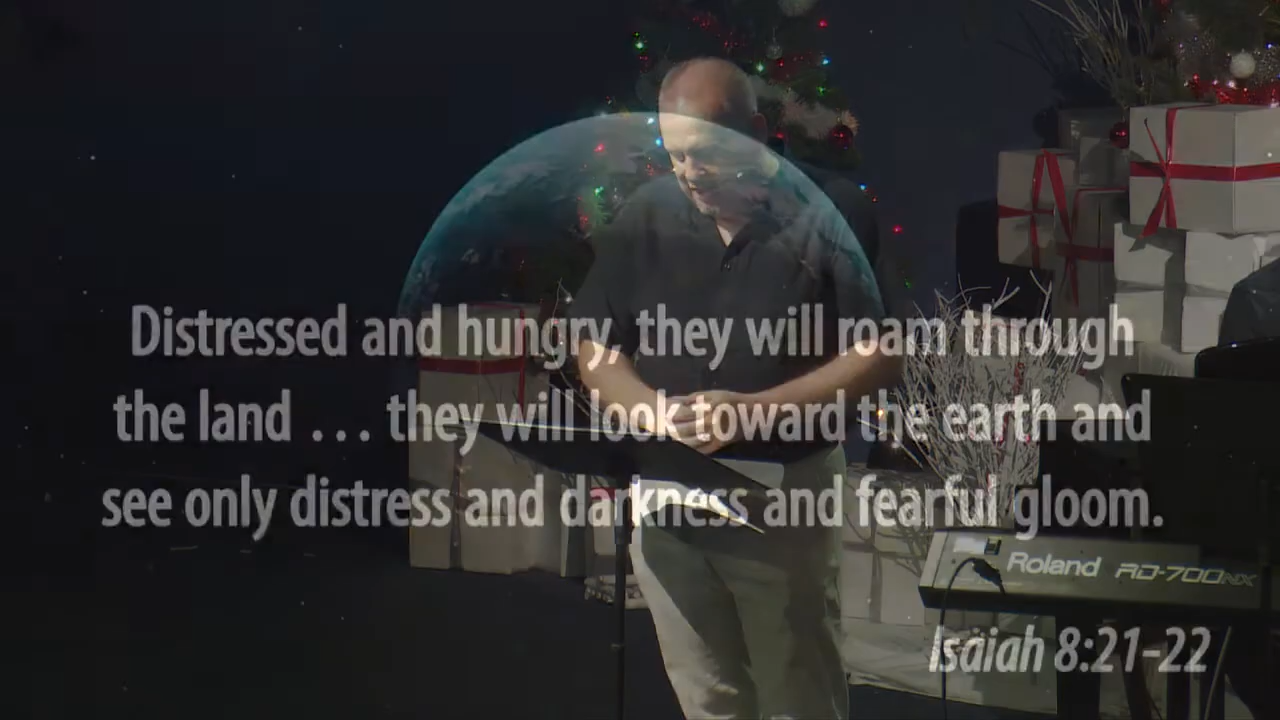 Distressed and hungry, they will roam through
the land … they will look toward the earth and
see only distress and darkness and fearful gloom.
Roland RD-700NX
Isaiah 8:21-22